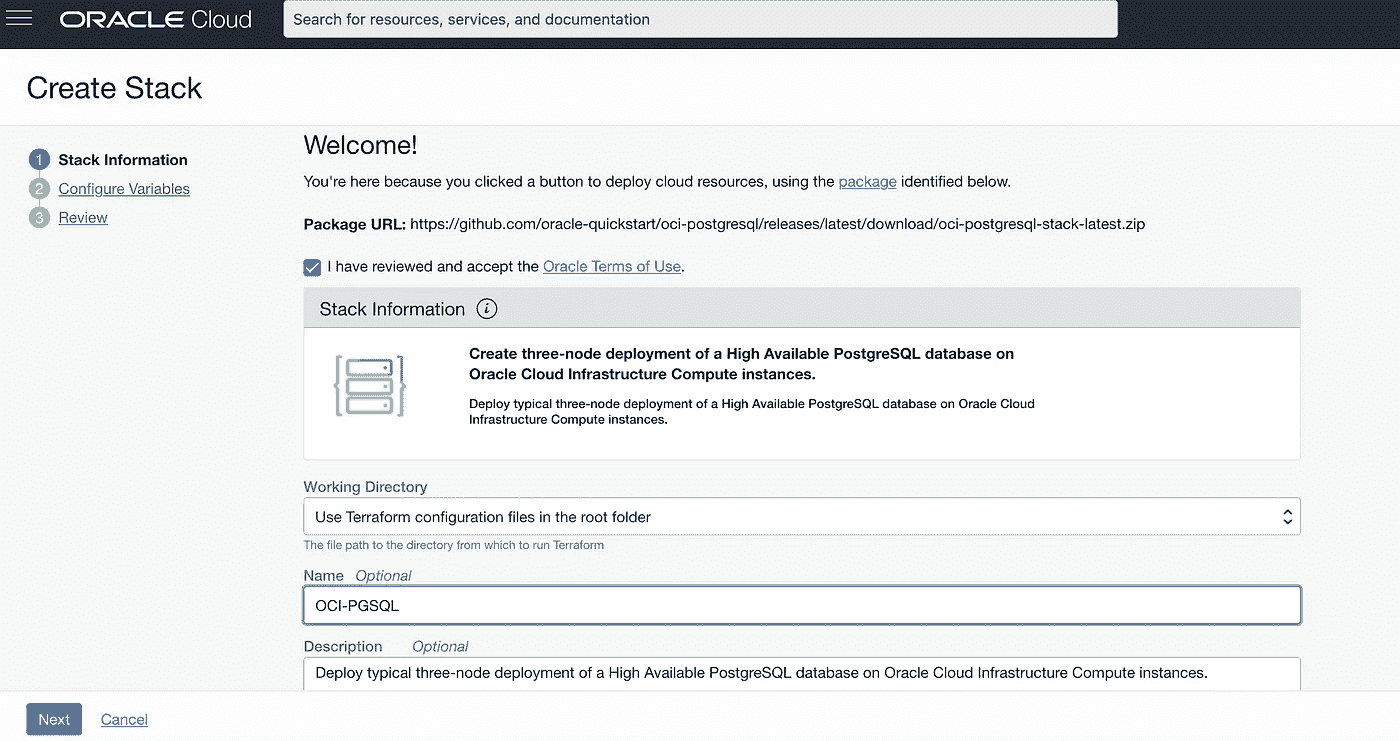 ORACLE Cloud
Search for resources, services, and documentation
Create Stack
1 Stack Information
2 Configure Variables
3 Review
Welcome!
You're here because you clicked a button to deploy cloud resources, using the package identified below.
Package URL: https://github.com/oracle-quickstart/oci-postgresql/releases/latest/download/oci-postgresql-stack-latest.zip
I have reviewed and accept the Oracle Terms of Use.
Stack Information i
Create three-node deployment of a High Available PostgreSQL database on
Oracle Cloud Infrastructure Compute instances.
Deploy typical three-node deployment of a High Available PostgreSQL database on Oracle Cloud
Infrastructure Compute instances.
Working Directory
Use Terraform configuration files in the root folder
The file path to the directory from which to run Terraform
Name Optional
OCI-PGSQL
Description Optional
Deploy typical three-node deployment of a High Available PostgreSQL database on Oracle Cloud Infrastructure Compute instances.
Next Cancel